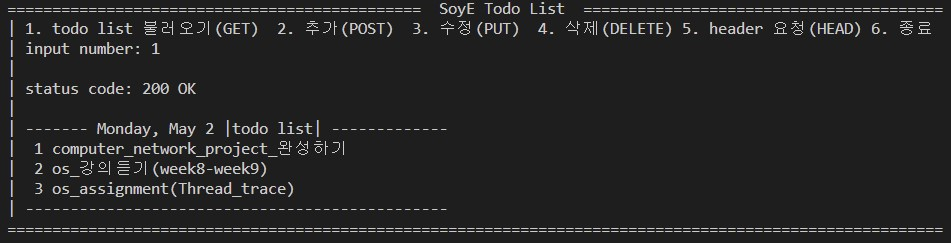 ============================================== SoyE Todo List ========================================
| 1. todo list 불러오기(GET)  2. 추가(POST)  3. 수정(PUT)  4. 삭제(DELETE) 5. header 요청(HEAD) 6. 종료
| input number: 1
|
| status code: 200 OK
|
| ------- Monday, May 2 |todo list| -------------
|  1 computer_network_project_완성하기
|  2 os_강의듣기(week8-week9)
|  3 os_assignment(Thread_trace)
| -----------------------------------------------
========================================================================================================